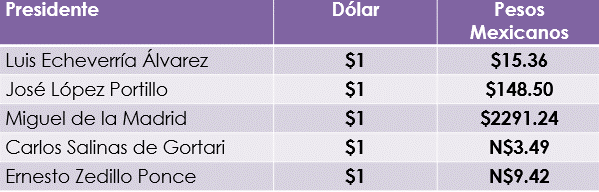 Presidente Dólar Pesos Mexicanos
Luis Echeverría Álvarez $1 $15.36
José López Portillo $1 $148.50
Miguel de la Madrid $1 $2291.24
Carlos Salinas de Gortari $1 N$3.49
Ernesto Zedillo Ponce $1 N$9.42